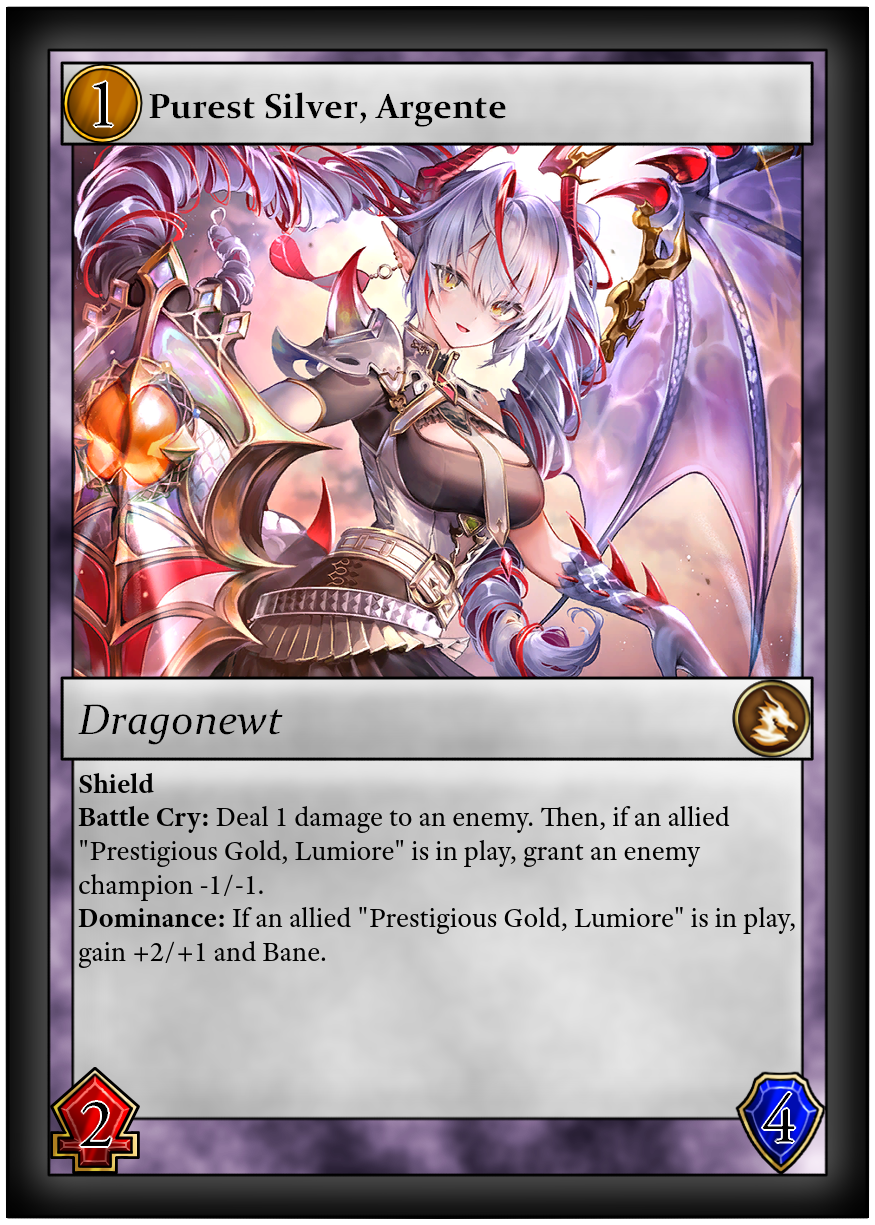 1
Purest Silver, Argente
Dragonewt
Shield
Battle Cry: Deal 1 damage to an enemy. Then, if an allied
"Prestigious Gold, Lumiore" is in play, grant an enemy
champion -1/-1.
Dominance: If an allied "Prestigious Gold, Lumiore" is in play,
gain +2/+1 and Bane.
2
4